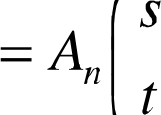 = A_n ( s
t